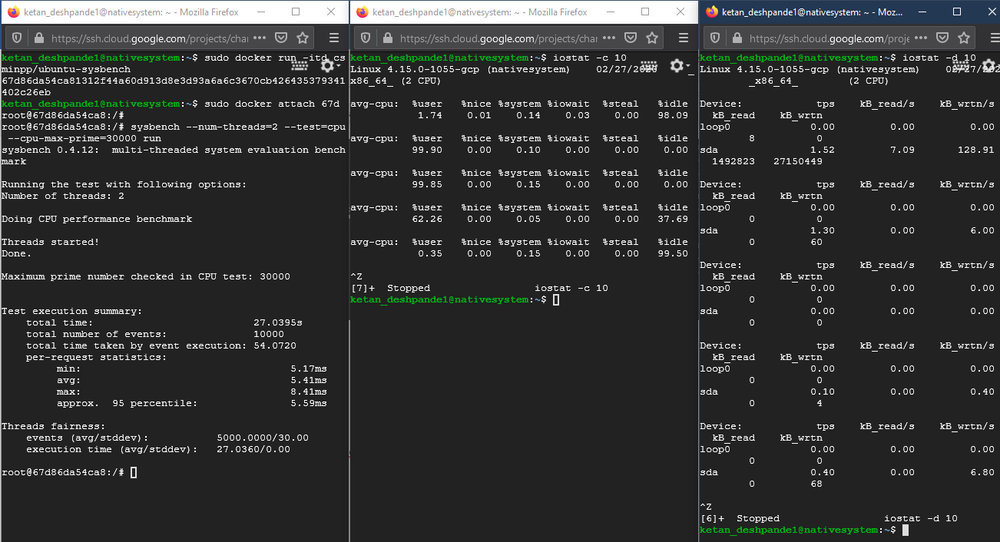 ketan_deshpande1@nativesystem: ~ - Mozilla Firefox
https://ssh.cloud.google.com/projects/char
ketan_deshpande1@nativesystem:~$ sudo docker run -itd cs
minpp/ubuntu-sysbench
67d86da54ca81312f44a60d913d8e3d93a6a6c3670cb426435379341
402c26eb
ketan_deshpande1@nativesystem:~$ sudo docker attach 67d
root@67d86da54ca8:/#
root@67d86da54ca8:/# sysbench --num-threads=2 --test=cpu
 --cpu-max-prime=30000 run
sysbench 0.4.12:  multi-threaded system evaluation bench
mark
Running the test with following options:
Number of threads: 2
Doing CPU performance benchmark
Threads started!
Done.
Maximum prime number checked in CPU test: 30000
Test execution summary:
    total time:                          27.0395s
    total number of events:              10000
    total time taken by event execution: 54.0720
    per-request statistics:
         min:                                  5.17ms
         avg:                                  5.41ms
         max:                                  8.41ms
         approx.  95 percentile:               5.59ms
Threads fairness:
    events (avg/stddev):           5000.0000/30.00
    execution time (avg/stddev):   27.0360/0.00
root@67d86da54ca8:/#
ketan_deshpande1@nativesystem: ~ - Mozilla Firefox
https://ssh.cloud.google.com/projects/char
ketan_deshpande1@nativesystem:~$ iostat -c 10
Linux 4.15.0-1055-gcp (nativesystem)    02/27/2020      _
x86_64_ (2 CPU)
avg-cpu:  %user   %nice %system %iowait  %steal   %idle
           1.74    0.01    0.14    0.03    0.00   98.09
avg-cpu:  %user   %nice %system %iowait  %steal   %idle
          99.90    0.00    0.10    0.00    0.00    0.00
avg-cpu:  %user   %nice %system %iowait  %steal   %idle
          99.85    0.00    0.15    0.00    0.00    0.00
avg-cpu:  %user   %nice %system %iowait  %steal   %idle
          62.26    0.00    0.05    0.00    0.00   37.69
avg-cpu:  %user   %nice %system %iowait  %steal   %idle
           0.35    0.00    0.15    0.00    0.00   99.50
^Z
[7]+  Stopped                 iostat -c 10
ketan_deshpande1@nativesystem:~$
ketan_deshpande1@nativesystem: ~ - Moz...
https://ssh.cloud.google.com/proje
ketan_deshpande1@nativesystem:~$ iostat -d 10
Linux 4.15.0-1055-gcp (nativesystem)
        _x86_64_        (2 CPU)
Device:            tps    kB_read/s    kB_wrtn/s
  kB_read    kB_wrtn
loop0             0.00         0.00         0.00
        8          0
sda               1.52         7.09       128.91
  1492823   27150449
Device:            tps    kB_read/s    kB_wrtn/s
  kB_read    kB_wrtn
loop0             0.00         0.00         0.00
        0          0
sda               1.30         0.00         6.00
        0         60
Device:            tps    kB_read/s    kB_wrtn/s
  kB_read    kB_wrtn
loop0             0.00         0.00         0.00
        0          0
sda               0.00         0.00         0.00
        0          0
Device:            tps    kB_read/s    kB_wrtn/s
  kB_read    kB_wrtn
loop0             0.00         0.00         0.00
        0          0
sda               0.10         0.00         0.40
        0          4
Device:            tps    kB_read/s    kB_wrtn/s
  kB_read    kB_wrtn
loop0             0.00         0.00         0.00
        0          0
sda               0.40         0.00         6.80
        0         68
^Z
[6]+  Stopped                 iostat -d 10
ketan_deshpande1@nativesystem:~$